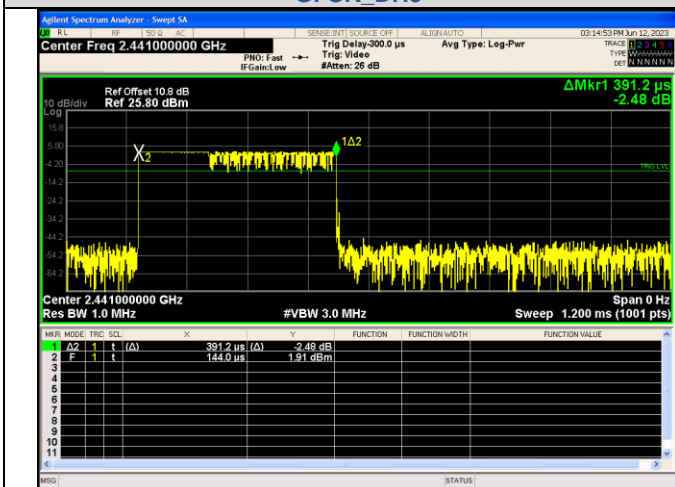 Agilent Spectrum Analyzer - Swept SA
RL RF 50 Ω AC SENSE:INT SOURCE OFF ALIGNAUTO 03:14:53 PM Jun 12, 2023
Center Freq 2.441000000 GHz
PNO: Fast
IFGain:Low
Trig Delay-300.0 µs
Trig: Video
#Atten: 26 dB
Avg Type: Log-Pwr
TRACE 1 2 3 4 5 6
TYPE
DET N N N N N N
Ref Offset 10.8 dB
Ref 25.80 dBm
10 dB/div
Log
ΔMkr1 391.2 µs
-2.48 dB
15.8
5.80
-4.20
-14.2
-24.2
-34.2
-44.2
-54.2
-64.2
X2
1Δ2
TRIG LVL
Center 2.441000000 GHz
Span 0 Hz
Res BW 1.0 MHz
#VBW 3.0 MHz
Sweep 1.200 ms (1001 pts)
MKR MODE TRC SCL X Y FUNCTION FUNCTION WIDTH FUNCTION VALUE
1 Δ2 1 t (Δ) 391.2 µs (Δ) -2.48 dB
2 F 1 t 144.0 µs 1.91 dBm
3
4
5
6
7
8
9
10
11
MSG
STATUS